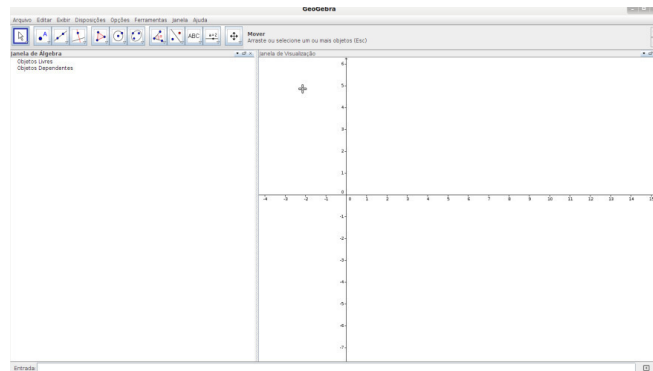 GeoGebra
Arquivo Editar Exibir Disposições Opções Ferramentas Janela Ajuda
A
ABC
a=2
Mover
Arraste ou selecione um ou mais objetos (Esc)
Janela de Álgebra
Janela de Visualização
Objetos Livres
Objetos Dependentes
6
5
4
3
2
1
0
-4 -3 -2 -1 0 1 2 3 4 5 6 7 8 9 10 11 12 13 14 15
-1
-2
-3
-4
-5
-6
-7
Entrada: